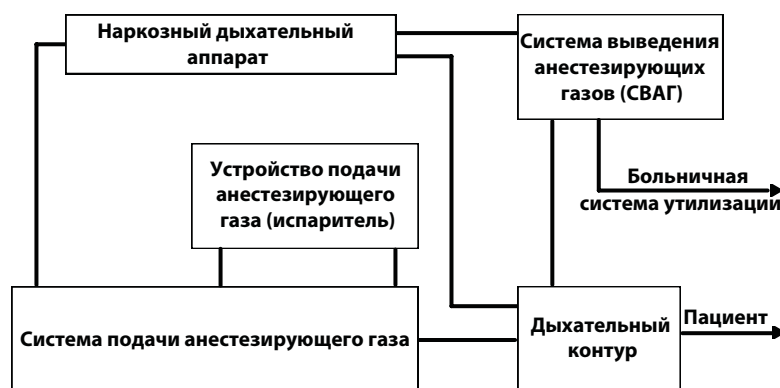 Наркозный дыхательный
аппарат
Система выведения
анестезирующих
газов (СВАГ)
Устройство подачи
анестезирующего
газа (испаритель)
Больничная
система утилизации
Система подачи анестезирующего газа
Дыхательный
контур
Пациент